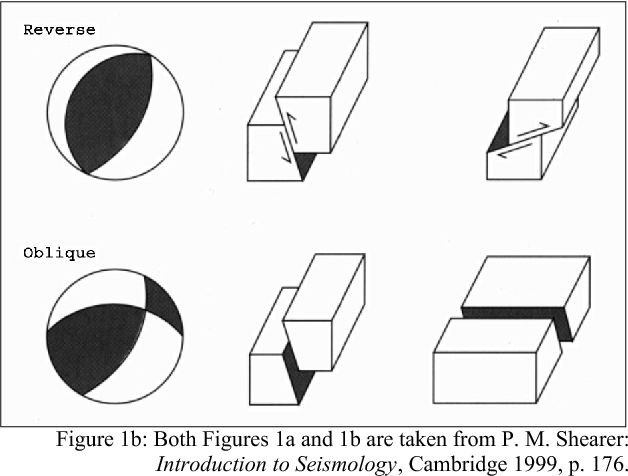 Reverse
Oblique
Figure 1b: Both Figures 1a and 1b are taken from P. M. Shearer:
Introduction to Seismology, Cambridge 1999, p. 176.